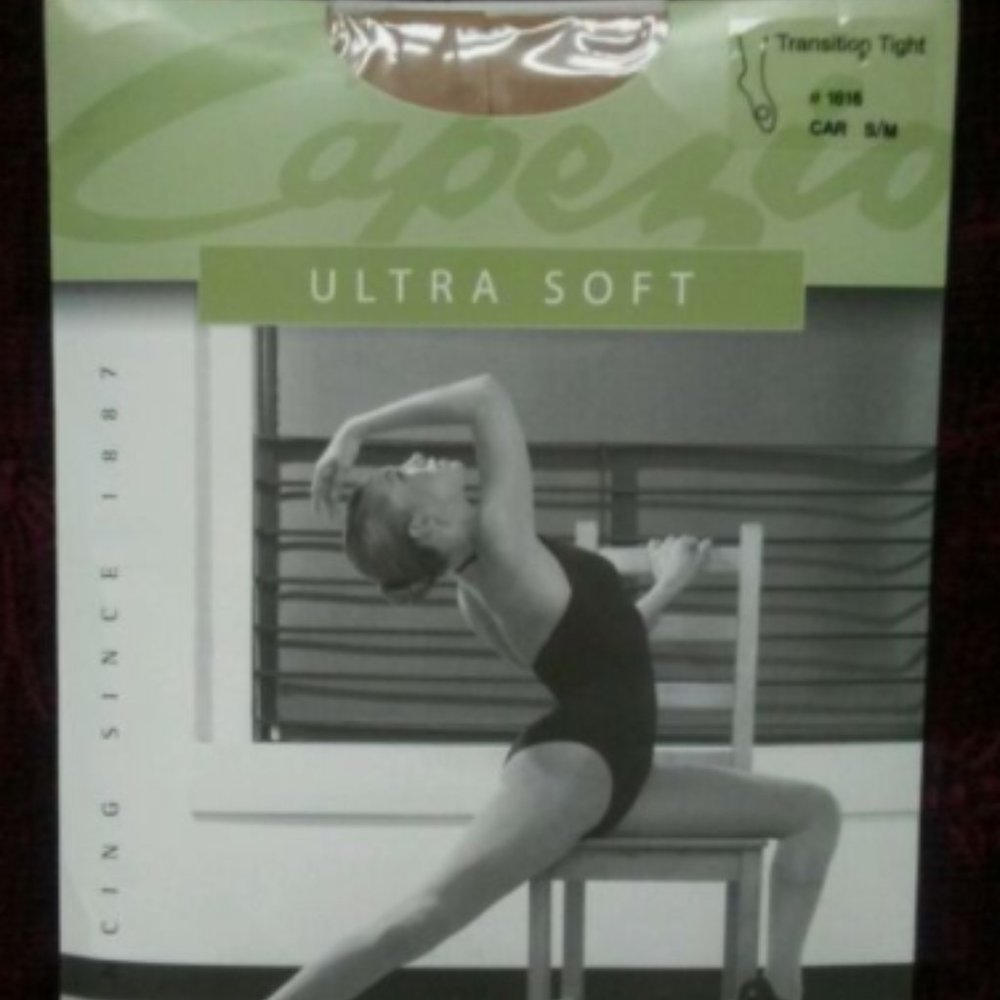 Transition Tight
# 1816
CAR S/M
Capezio
ULTRA SOFT
CING SINCE 1887